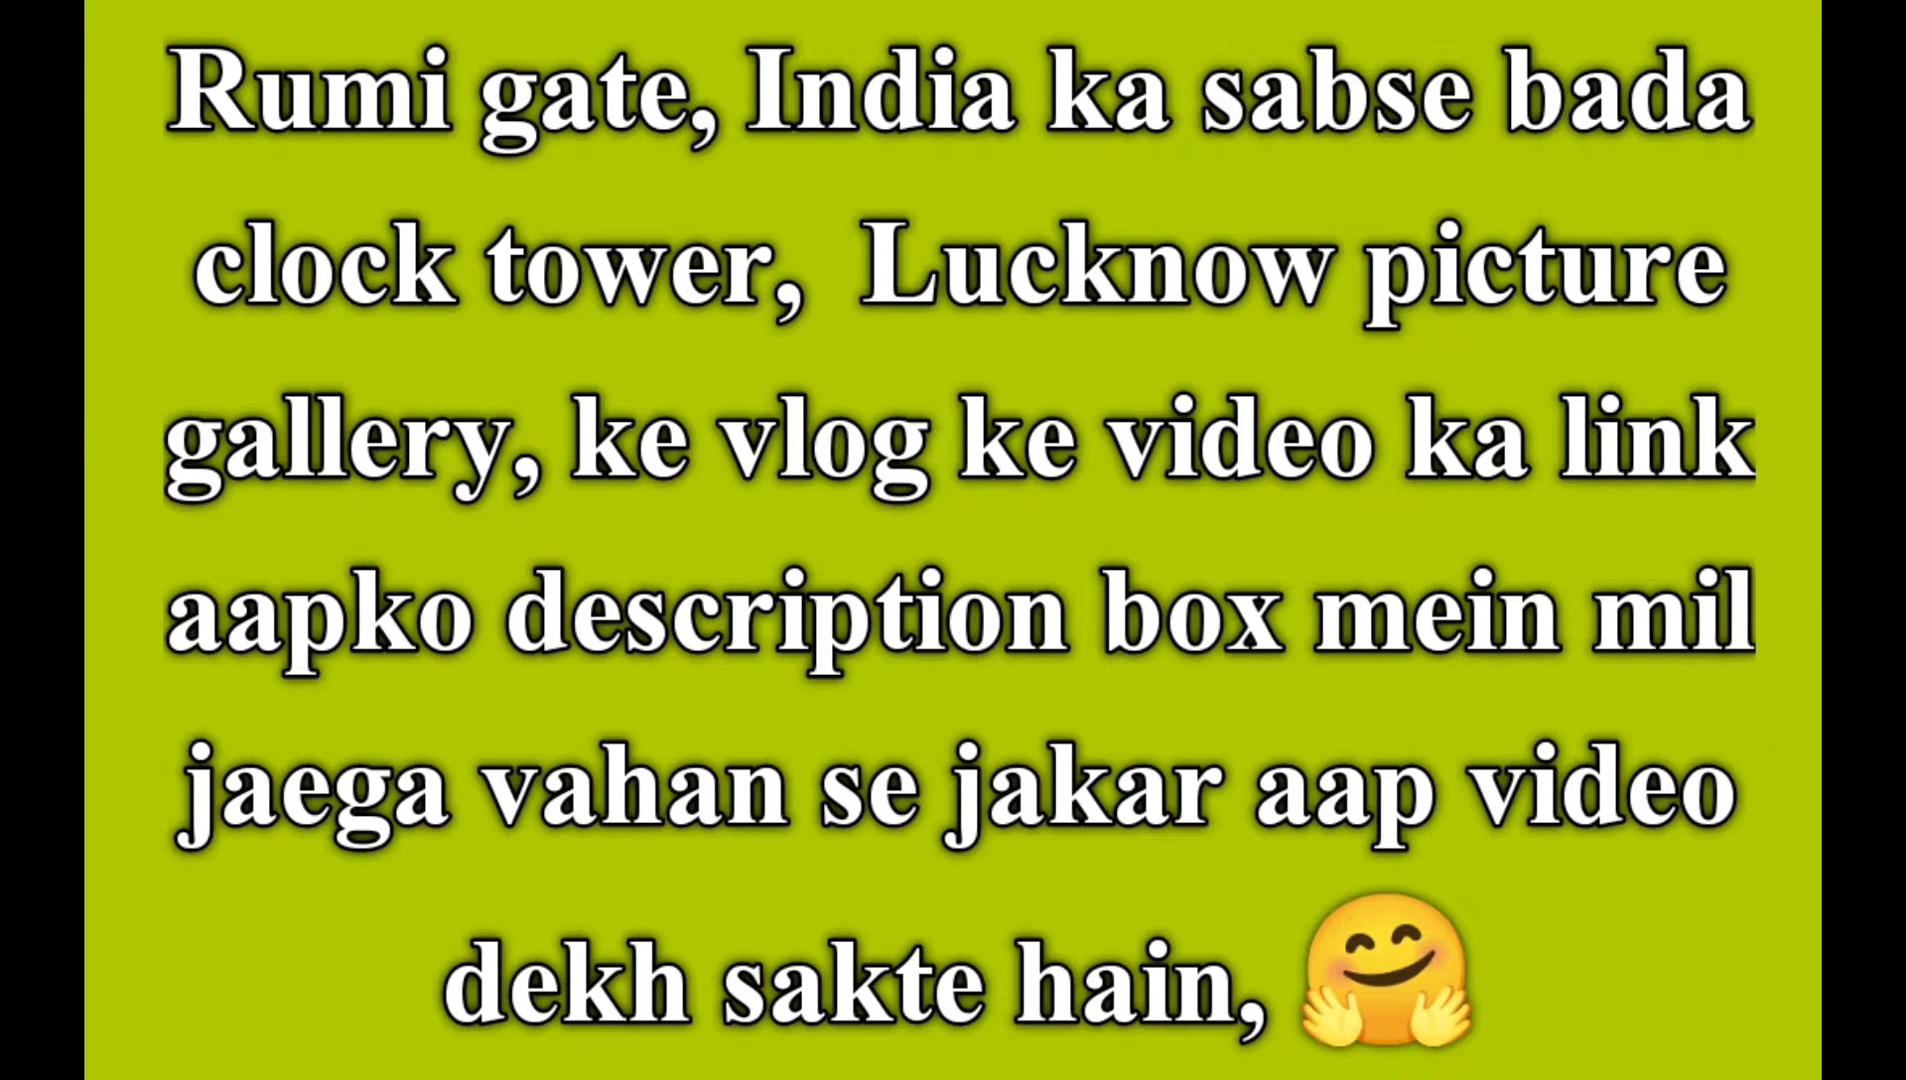 Rumi gate, India ka sabse bada
clock tower,  Lucknow picture
gallery, ke vlog ke video ka link
aapko description box mein mil
jaega vahan se jakar aap video
dekh sakte hain, 🤗